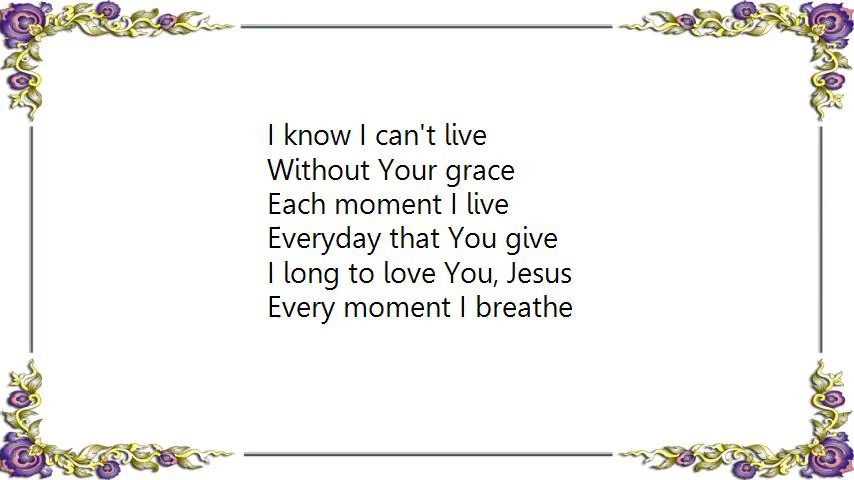 I know I can't live
Without Your grace
Each moment I live
Everyday that You give
I long to love You, Jesus
Every moment I breathe